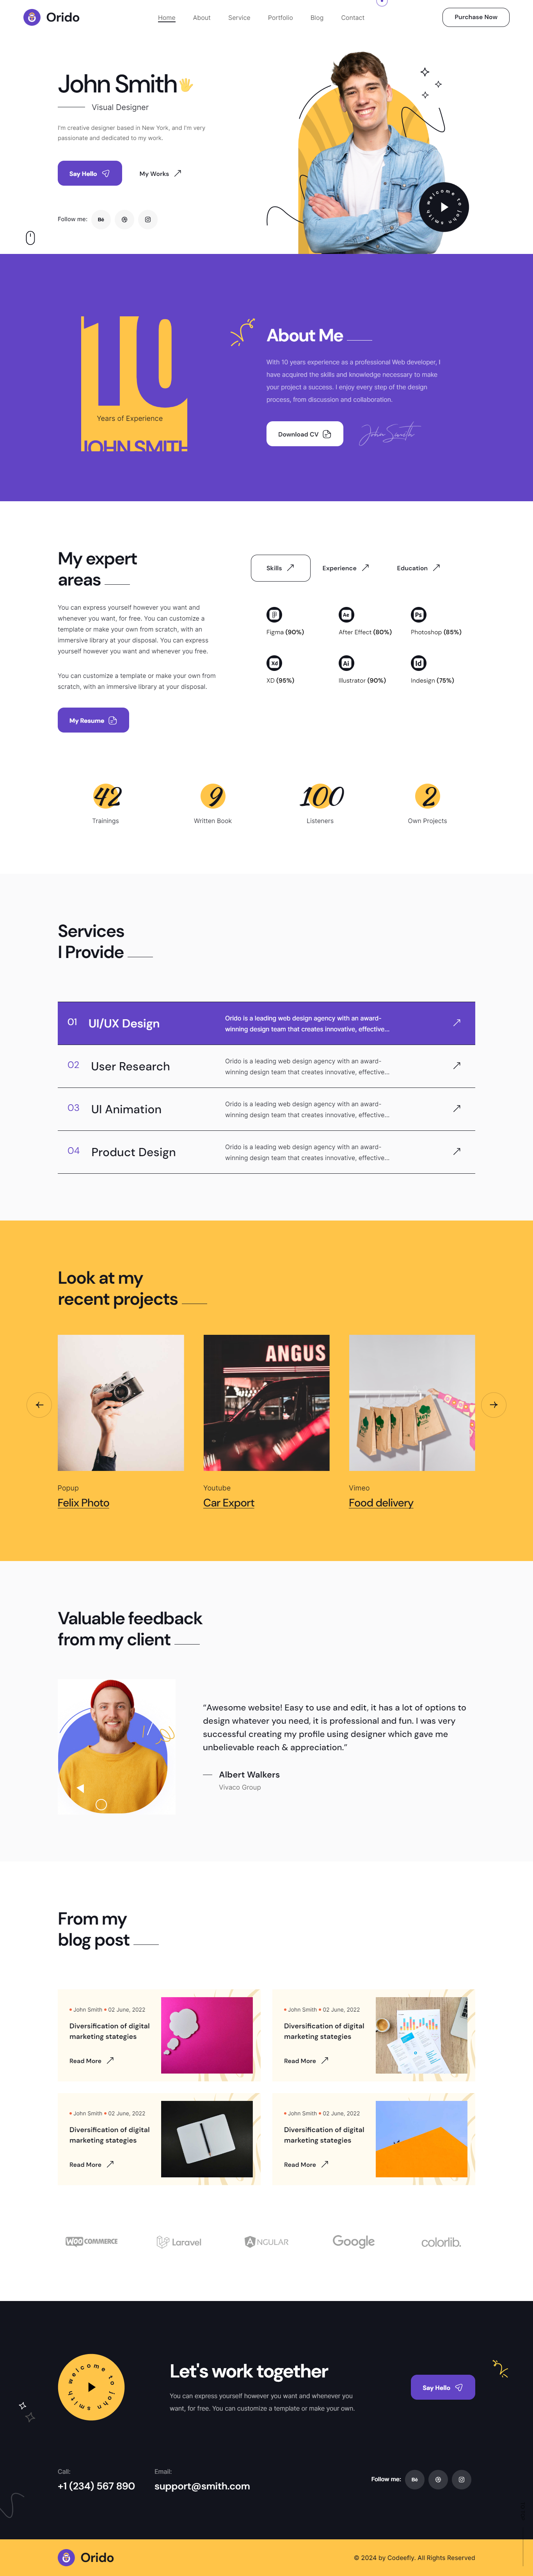 Orido
Home
About
Service
Portfolio
Blog
Contact
Purchase Now
John Smith
Visual Designer
I'm creative designer based in New York, and I'm very
passionate and dedicated to my work.
Say Hello
My Works
Follow me:
Bē
welcome to john smith
10
Years of Experience
JOHN SMITH
About Me
With 10 years experience as a professional Web developer, I
have acquired the skills and knowledge necessary to make
your project a success. I enjoy every step of the design
process, from discussion and collaboration.
Download CV
John Smith
My expert
areas
You can express yourself however you want and
whenever you want, for free. You can customize a
template or make your own from scratch, with an
immersive library at your disposal. You can express
yourself however you want and whenever you free.
You can customize a template or make your own from
scratch, with an immersive library at your disposal.
My Resume
Skills
Experience
Education
Ae
Ps
Figma (90%)
After Effect (80%)
Photoshop (85%)
Xd
Ai
Id
XD (95%)
Illustrator (90%)
Indesign (75%)
42
9
100
2
Trainings
Written Book
Listeners
Own Projects
Services
I Provide
01
UI/UX Design
Orido is a leading web design agency with an award-
winning design team that creates innovative, effective...
02
User Research
Orido is a leading web design agency with an award-
winning design team that creates innovative, effective...
03
UI Animation
Orido is a leading web design agency with an award-
winning design team that creates innovative, effective...
04
Product Design
Orido is a leading web design agency with an award-
winning design team that creates innovative, effective...
Look at my
recent projects
ANGUS
Popup
Felix Photo
Youtube
Car Export
Vimeo
Food delivery
Valuable feedback
from my client
“Awesome website! Easy to use and edit, it has a lot of options to
design whatever you need, it is professional and fun. I was very
successful creating my profile using designer which gave me
unbelievable reach & appreciation.”
Albert Walkers
Vivaco Group
From my
blog post
John Smith 02 June, 2022
Diversification of digital
marketing stategies
Read More
John Smith 02 June, 2022
Diversification of digital
marketing stategies
Read More
John Smith 02 June, 2022
Diversification of digital
marketing stategies
Read More
John Smith 02 June, 2022
Diversification of digital
marketing stategies
Read More
WOO COMMERCE
Laravel
ANGULAR
Google
colorlib.
welcome to john smith
Let's work together
You can express yourself however you want and whenever you
want, for free. You can customize a template or make your own.
Say Hello
Call:
+1 (234) 567 890
Email:
support@smith.com
Follow me:
Bē
Orido
© 2024 by Codeefly. All Rights Reserved